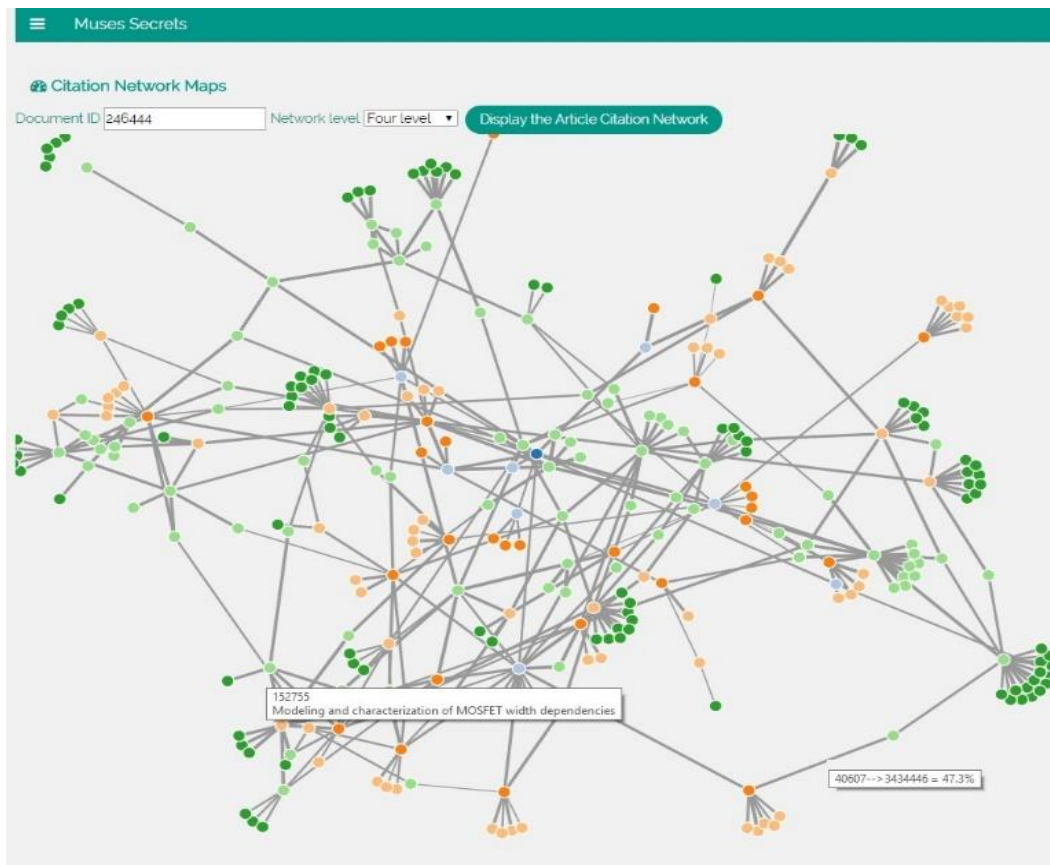 Muses Secrets
Citation Network Maps
Document ID 246444 Network level Four level Display the Article Citation Network
152755
Modeling and characterization of MOSFET width dependencies
40607-->3434446 = 47.3%